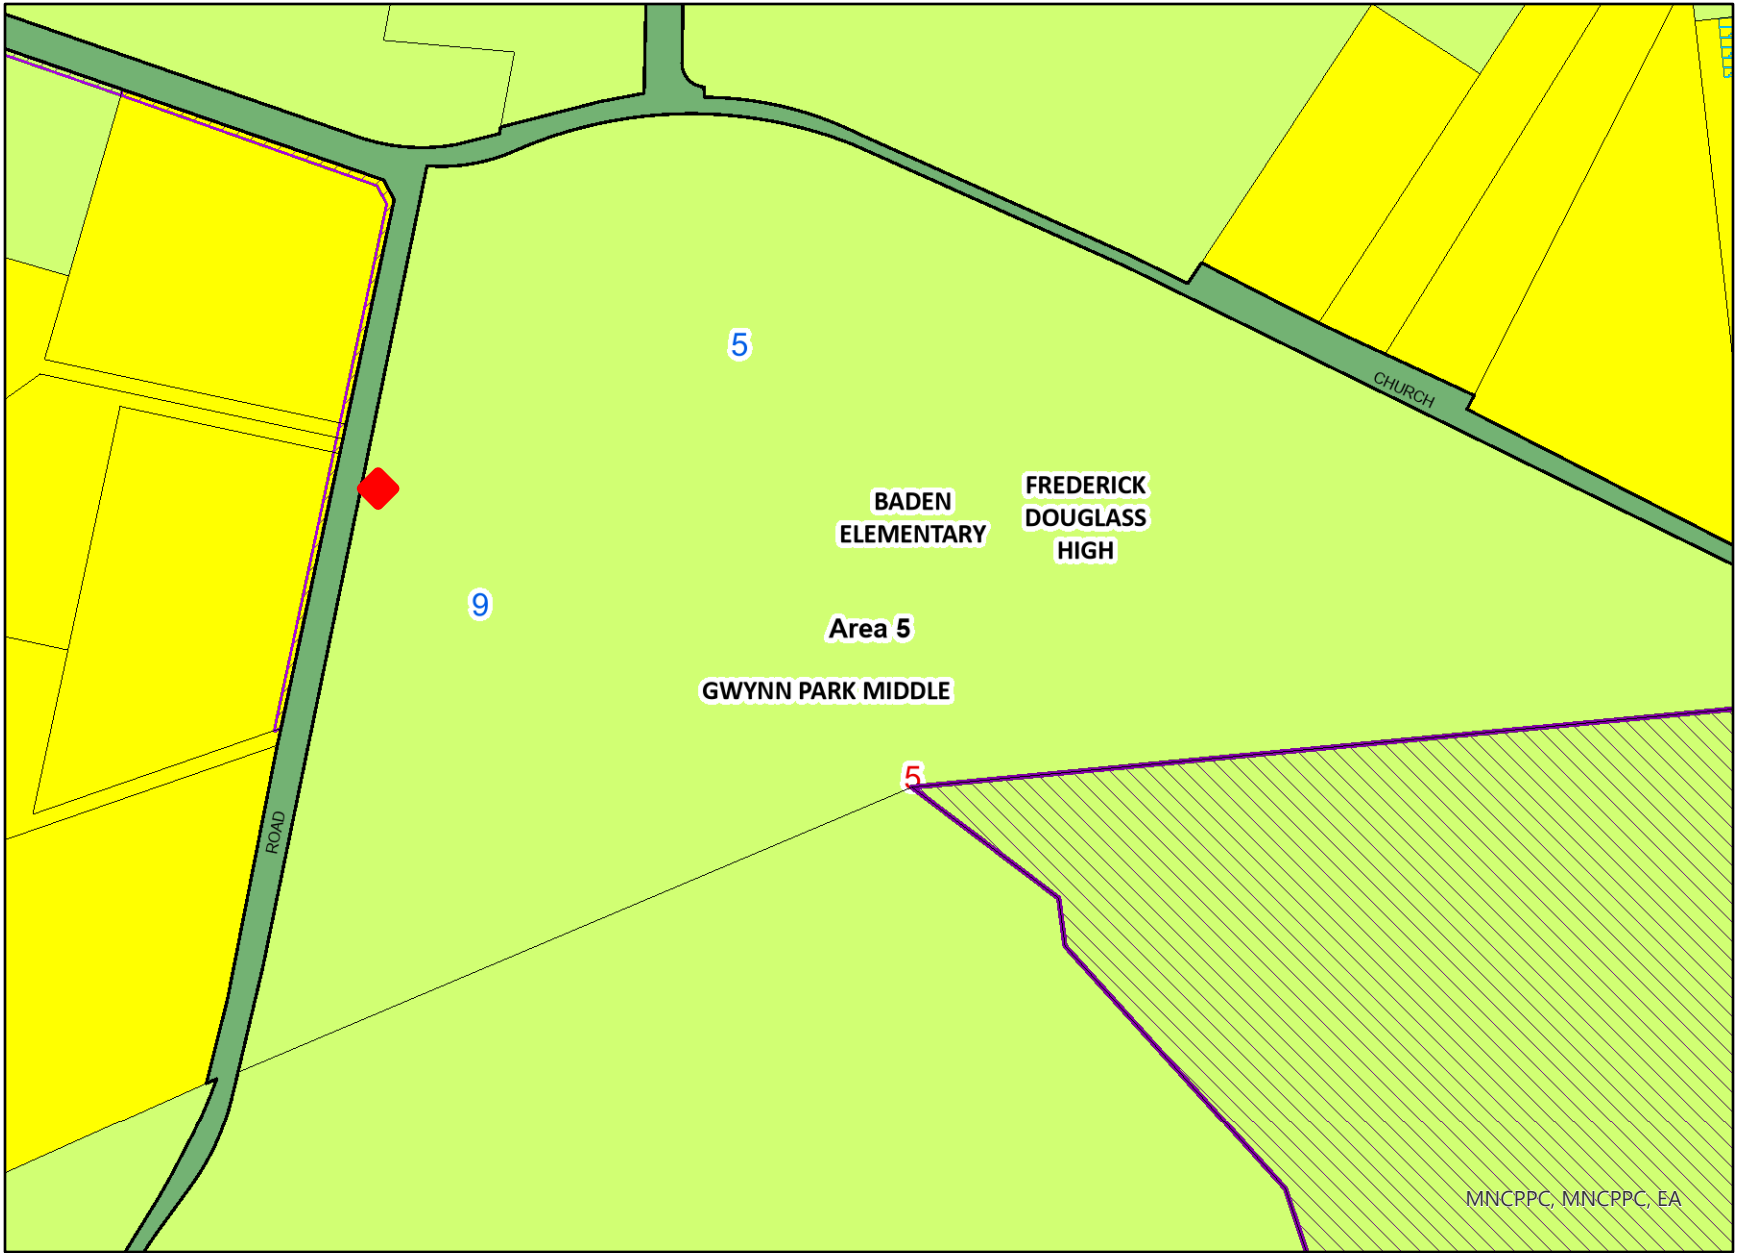 5
CHURCH
BADEN
ELEMENTARY
FREDERICK
DOUGLASS
HIGH
9
Area 5
GWYNN PARK MIDDLE
5
ROAD
MNCPPC, MNCPPC, EA